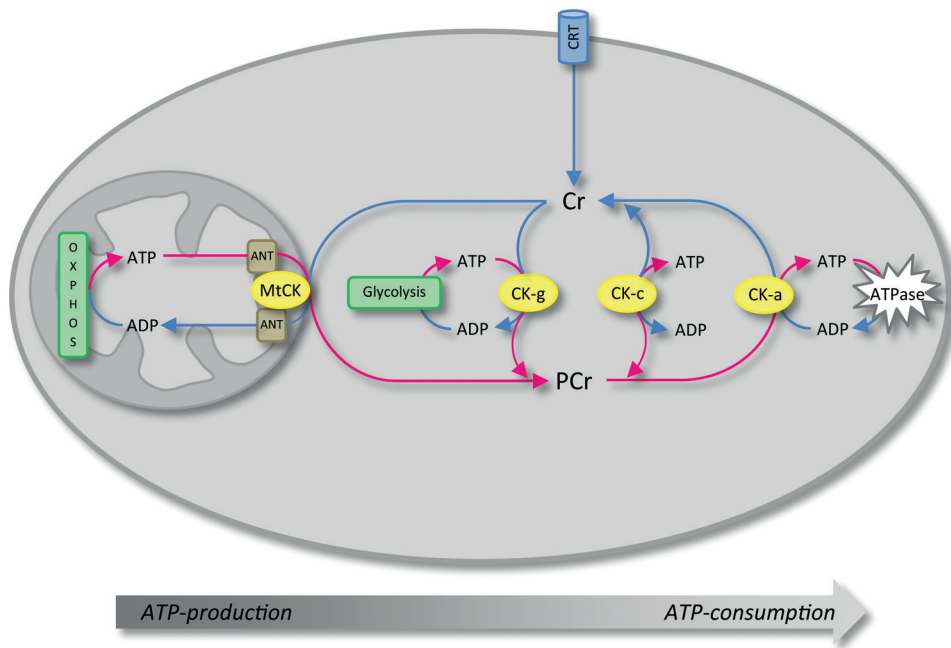 CRT
Cr
OXPHOS
ATP
ANT
MtCK
ADP
ANT
Glycolysis
ATP
CK-g
ADP
ATP
CK-c
ADP
CK-a
ATP
ATPase
ADP
PCr
ATP-production
ATP-consumption